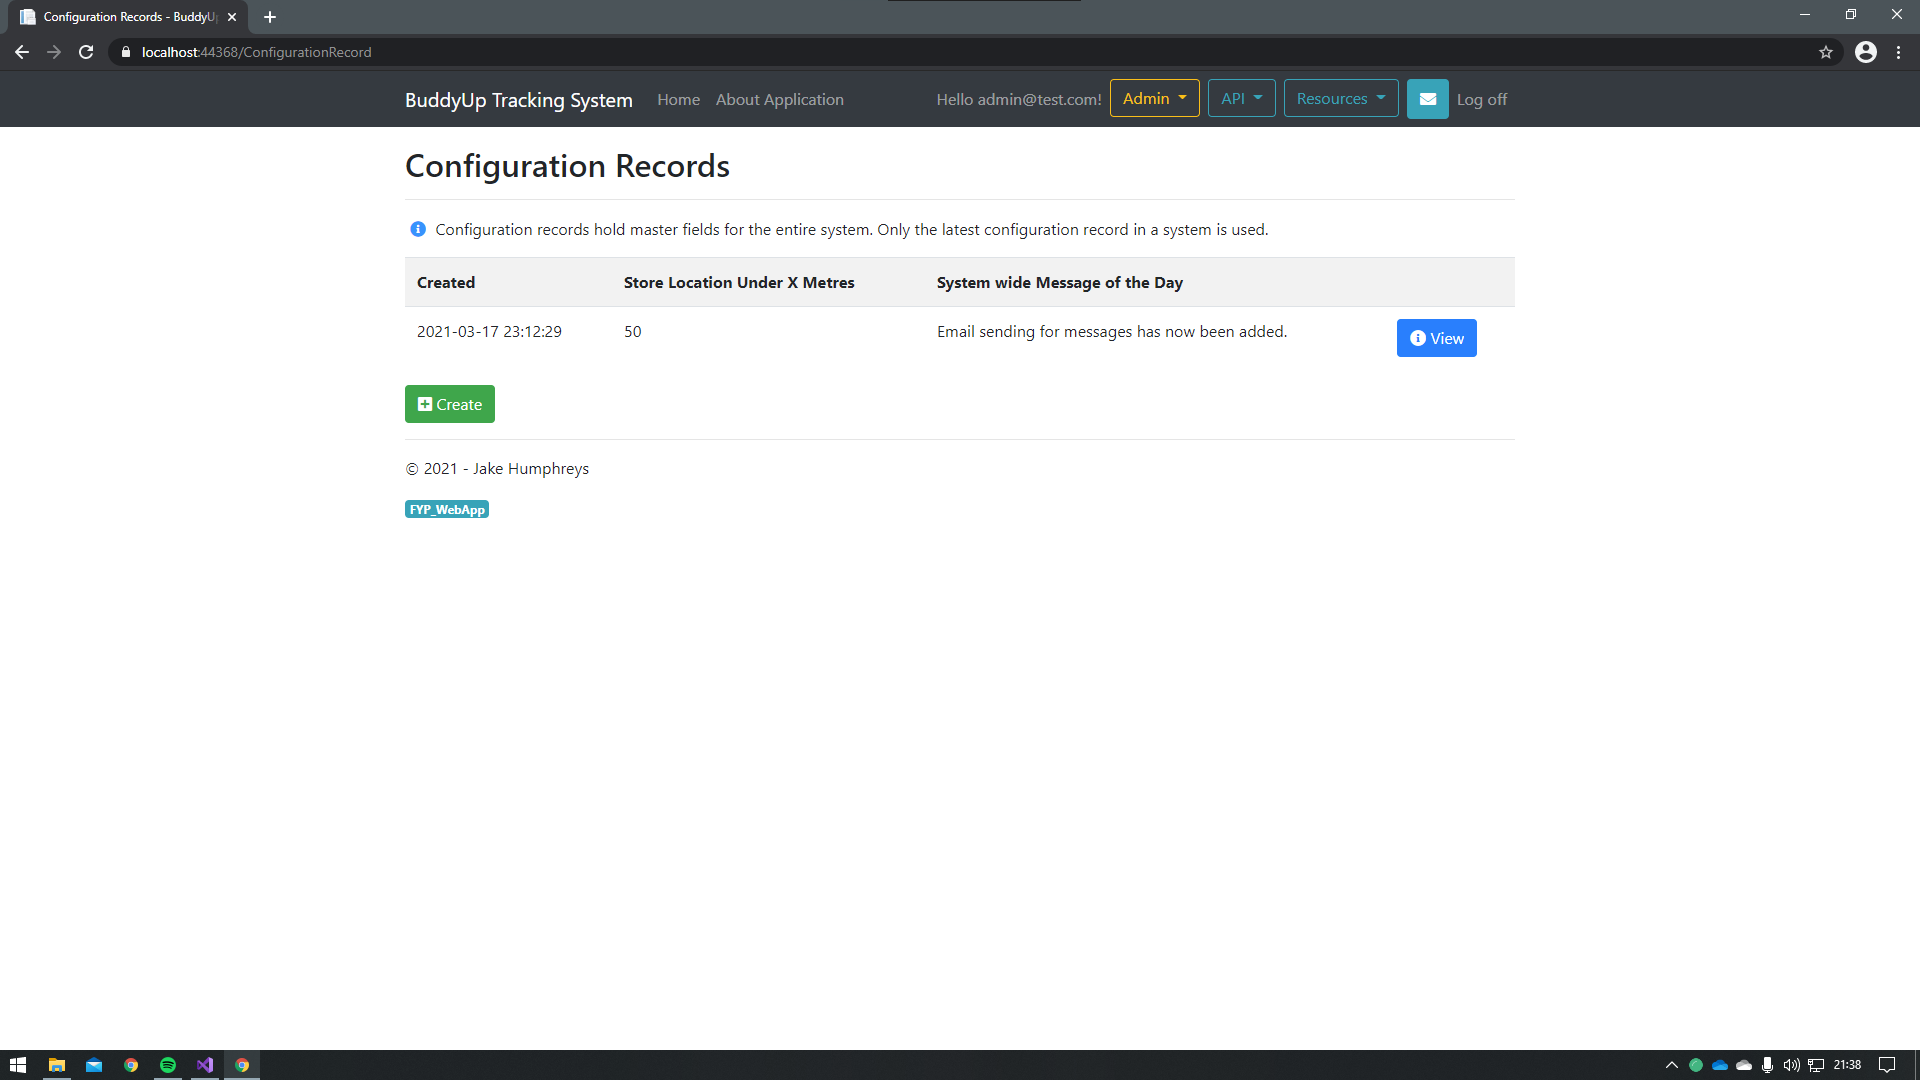 Configuration Records - BuddyU
localhost:44368/ConfigurationRecord
BuddyUp Tracking System Home About Application Hello admin@test.com! Admin API Resources Log off
Configuration Records
Configuration records hold master fields for the entire system. Only the latest configuration record in a system is used.
Created Store Location Under X Metres System wide Message of the Day
2021-03-17 23:12:29 50 Email sending for messages has now been added. View
Create
© 2021 - Jake Humphreys
FYP_WebApp
21:38